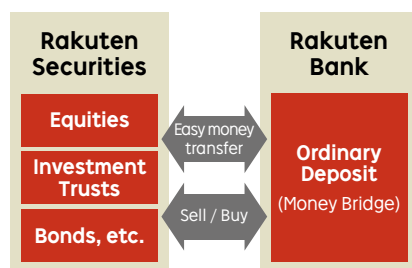 Rakuten
Securities
Equities
Investment
Trusts
Bonds, etc.
Easy money
transfer
Sell / Buy
Rakuten
Bank
Ordinary
Deposit
(Money Bridge)